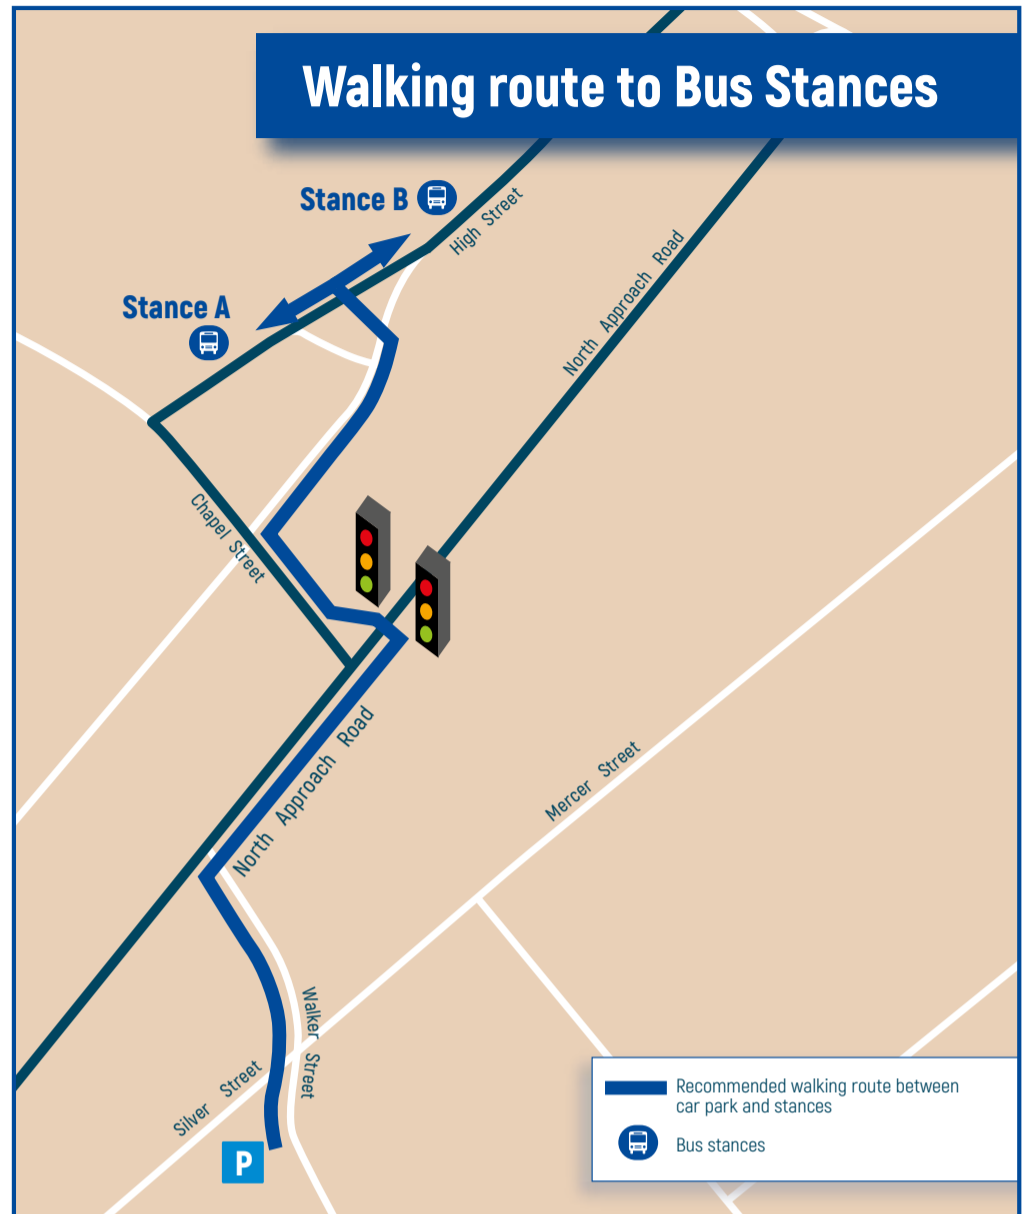 Walking route to Bus Stances
Stance B
High Street
Stance A
North Approach Road
Chapel Street
North Approach Road
Mercer Street
Walker Street
Silver Street
P
Recommended walking route between
car park and stances
Bus stances